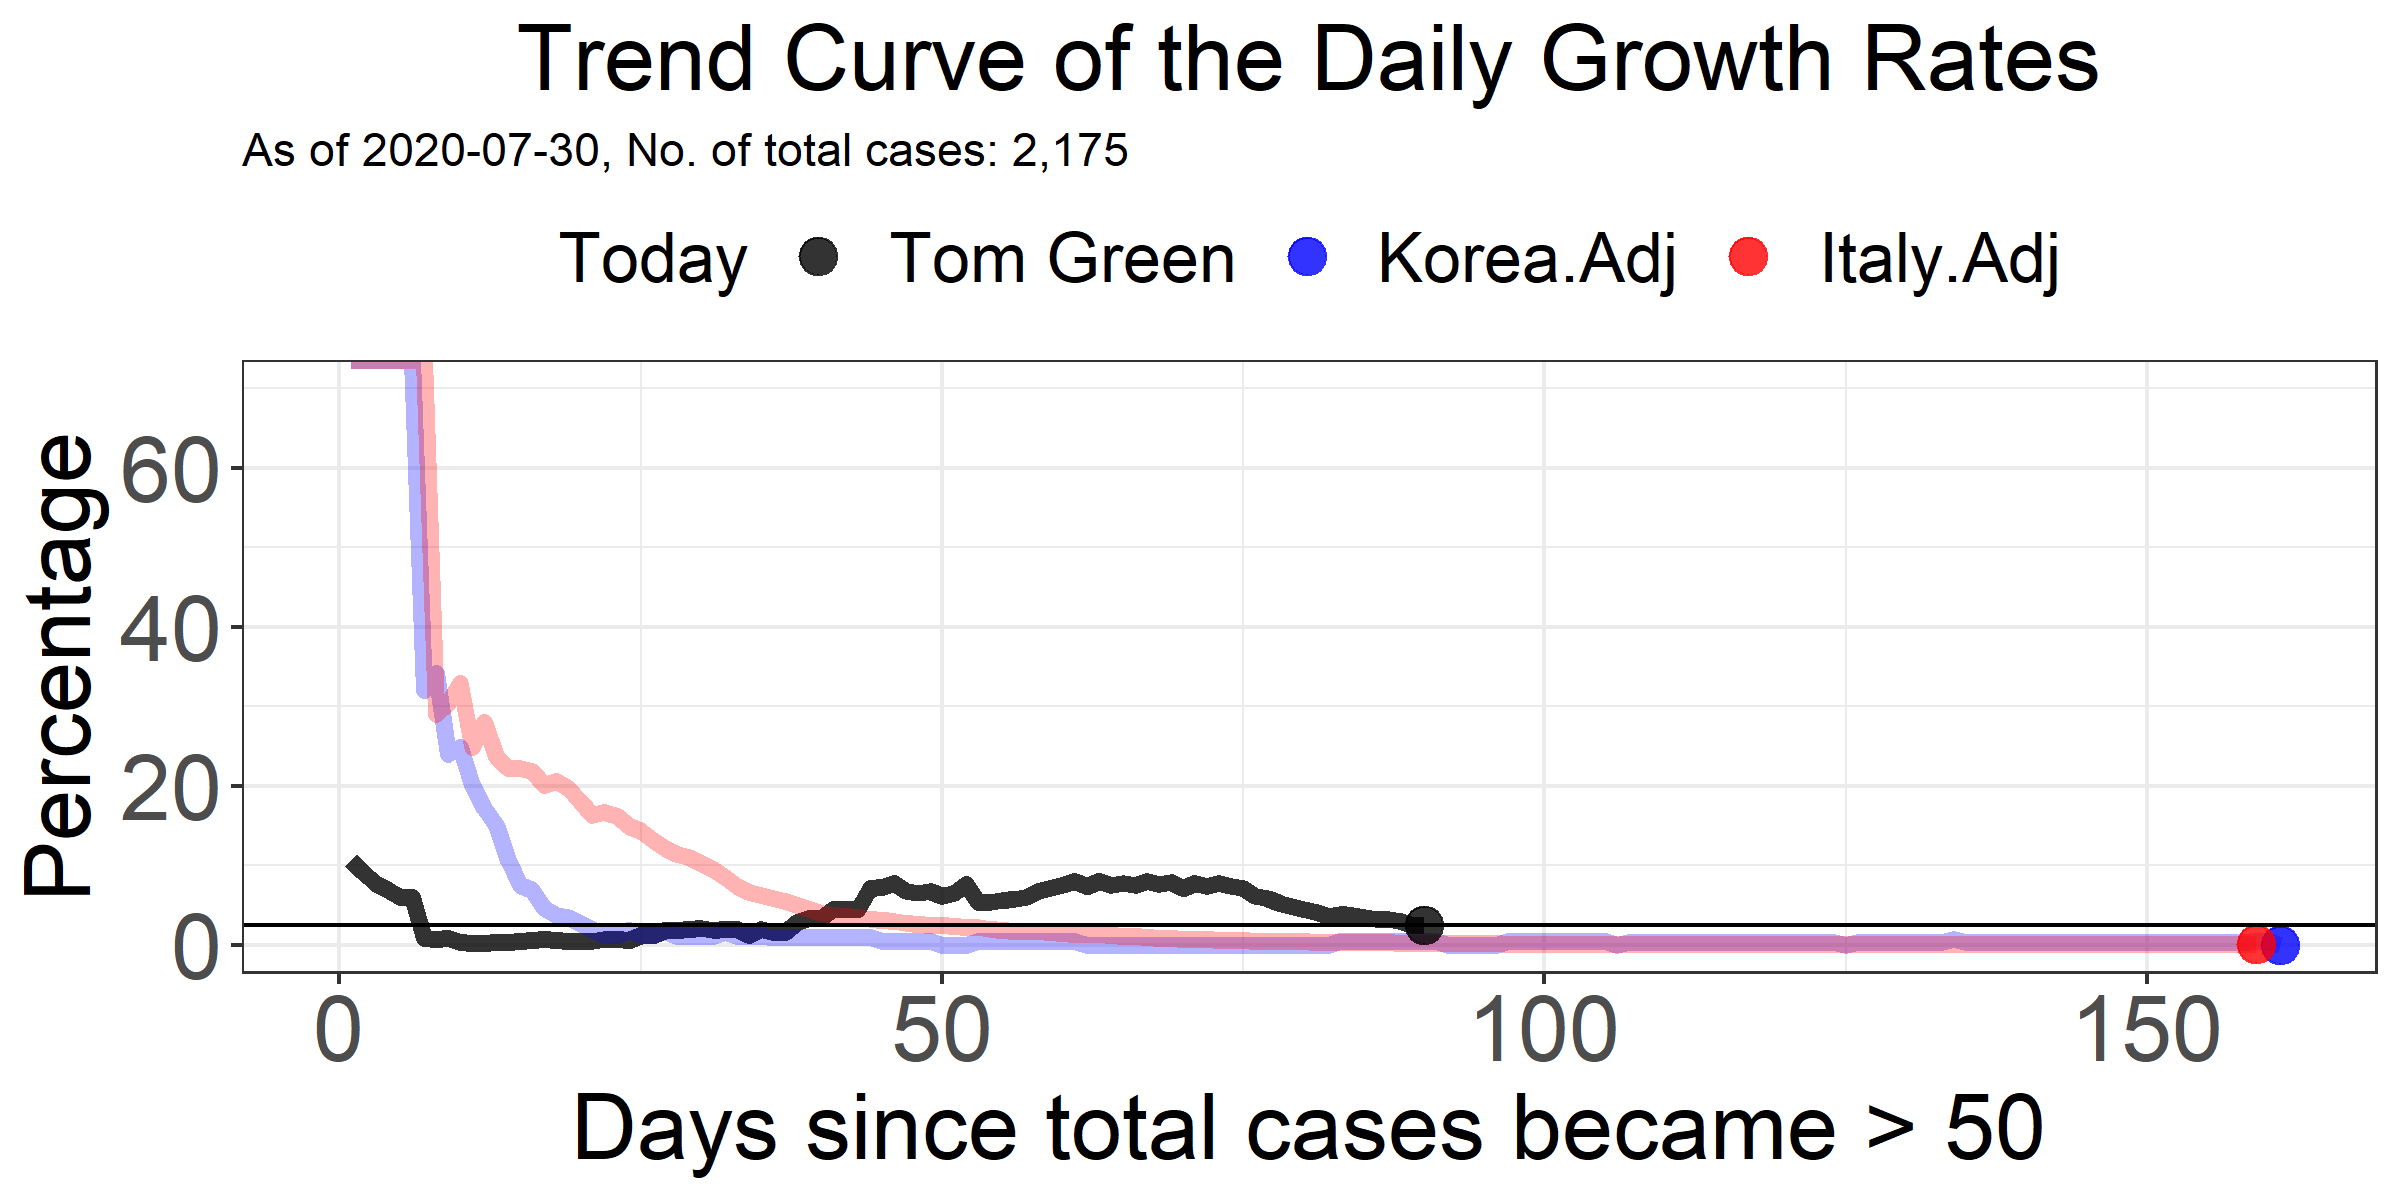 Trend Curve of the Daily Growth Rates
As of 2020-07-30, No. of total cases: 2,175
Today Tom Green Korea.Adj Italy.Adj
Percentage
60
40
20
0
0 50 100 150
Days since total cases became > 50